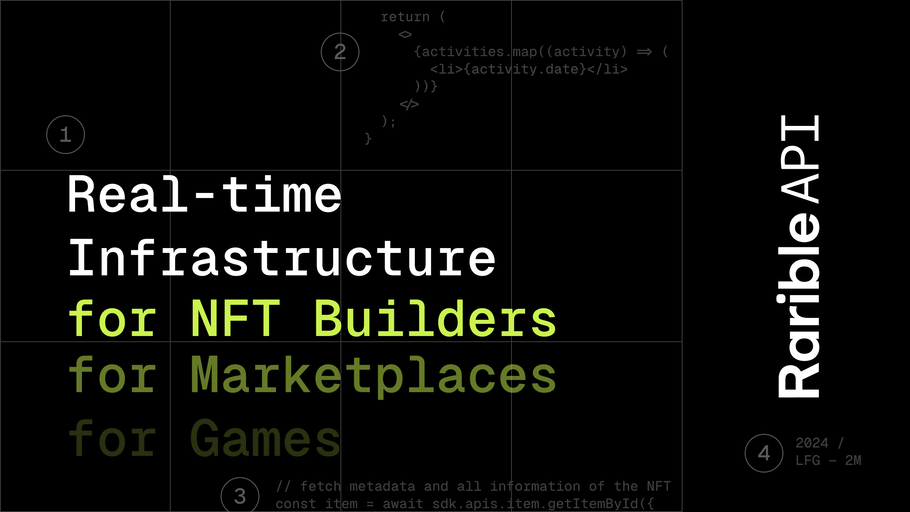 return (
<>
{activities.map((activity) => (
<li>{activity.date}</li>
))}
</>
);
}
2
1
Real-time
Infrastructure
for NFT Builders
for Marketplaces
for Games
3
// fetch metadata and all information of the NFT
const item = await sdk.apis.item.getItemById({
Rarible API
4
2024 /
LFG – 2M